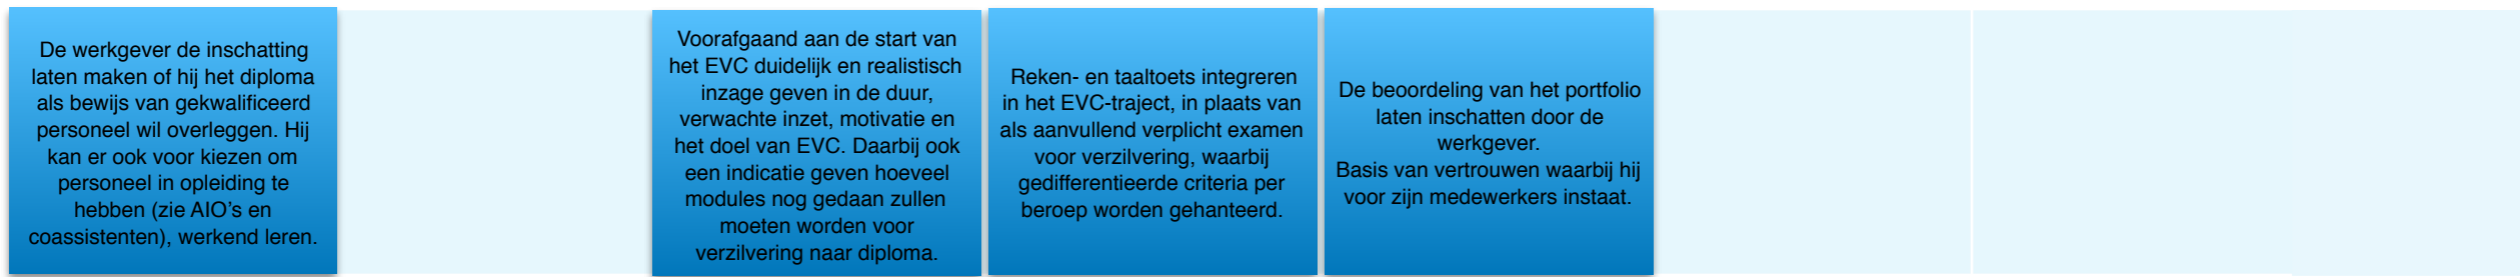 De werkgever de inschatting
laten maken of hij het diploma
als bewijs van gekwalificeerd
personeel wil overleggen. Hij
kan er ook voor kiezen om
personeel in opleiding te
hebben (zie AIO's en
coassistenten), werkend leren.
Voorafgaand aan de start van
het EVC duidelijk en realistisch
inzage geven in de duur,
verwachte inzet, motivatie en
het doel van EVC. Daarbij ook
een indicatie geven hoeveel
modules nog gedaan zullen
moeten worden voor
verzilvering naar diploma.
Reken- en taaltoets integreren
in het EVC-traject, in plaats van
als aanvullend verplicht examen
voor verzilvering, waarbij
gedifferentieerde criteria per
beroep worden gehanteerd.
De beoordeling van het portfolio
laten inschatten door de
werkgever.
Basis van vertrouwen waarbij hij
voor zijn medewerkers instaat.